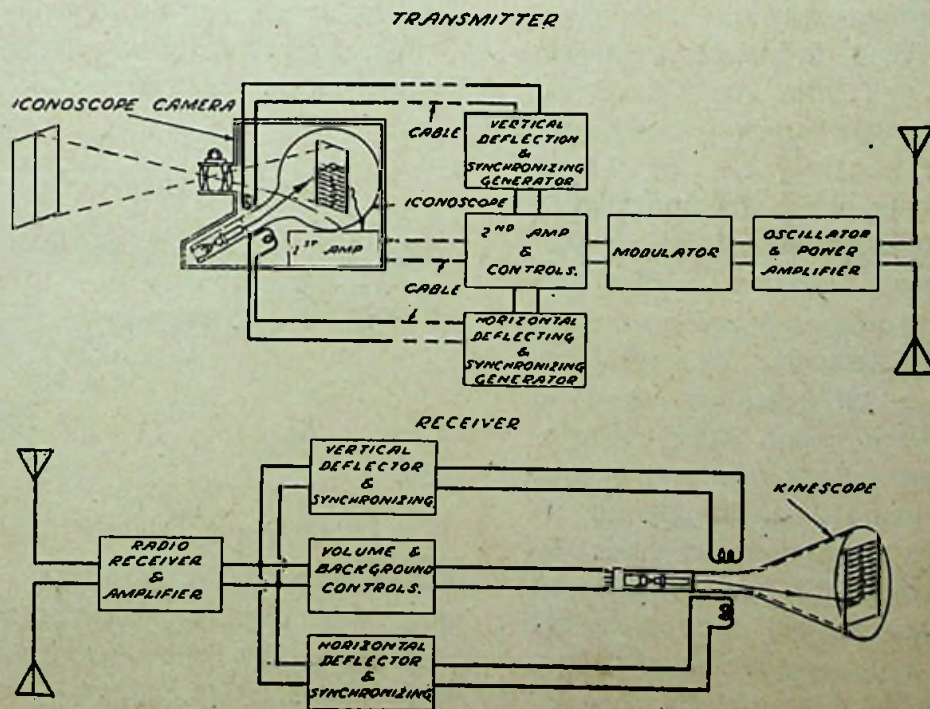 TRANSMITTER
ICONOSCOPE CAMERA
CABLE
VERTICAL
DEFLECTION
&
SYNCHRONIZING
GENERATOR
ICONOSCOPE
1ST AMP
2ND AMP
&
CONTROLS.
MODULATOR
OSCILLATOR
& POWER
AMPLIFIER
CABLE
HORIZONTAL
DEFLECTING
&
SYNCHRONIZING
GENERATOR
RECEIVER
VERTICAL
DEFLECTOR
&
SYNCHRONIZING
KINESCOPE
RADIO
RECEIVER
&
AMPLIFIER
VOLUME &
BACKGROUND
CONTROLS.
HORIZONTAL
DEFLECTOR
&
SYNCHRONIZING